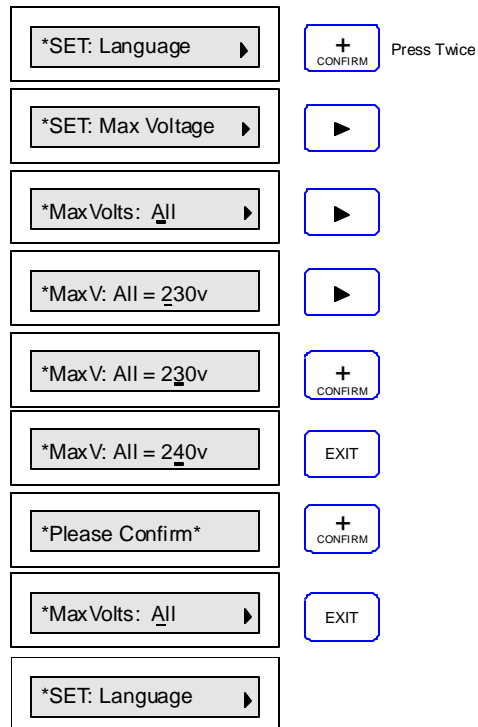 *SET: Language
+
CONFIRM
Press Twice
*SET: Max Voltage
*MaxVolts: All
*MaxV: All = 230v
*MaxV: All = 230v
+
CONFIRM
*MaxV: All = 240v
EXIT
*Please Confirm*
+
CONFIRM
*MaxVolts: All
EXIT
*SET: Language